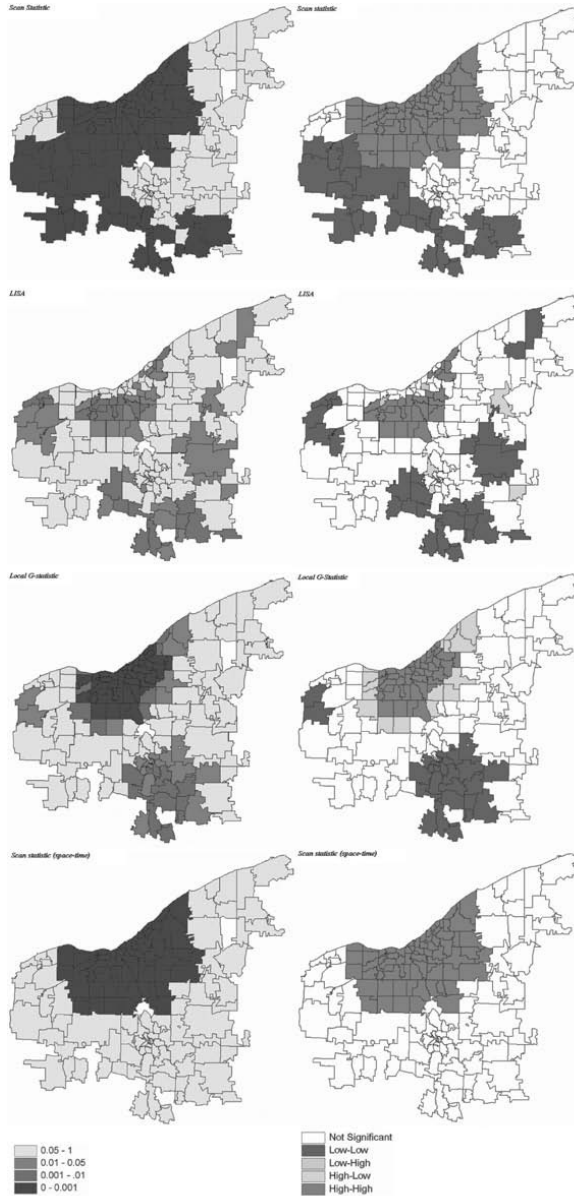 Scan Statistic
Scan statistic
LISA
LISA
Local G-statistic
Local G-Statistic
Scan statistic (space-time)
Scan statistic (space-time)
0.05 - 1
0.01 - 0.05
0.001 - .01
0 - 0.001
Not Significant
Low-Low
Low-High
High-Low
High-High